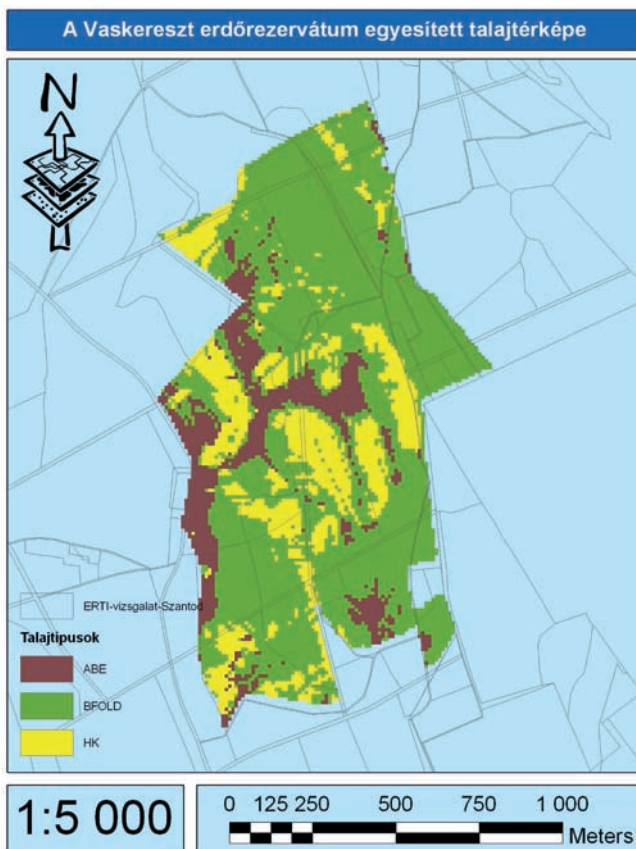 A Vaskereszt erdőrezervátum egyesített talajtérképe
N
ERTI-vizsgalat-Szantod
Talajtipusok
ABE
BFOLD
HK
1:5 000
0 125 250 500 750 1 000
Meters